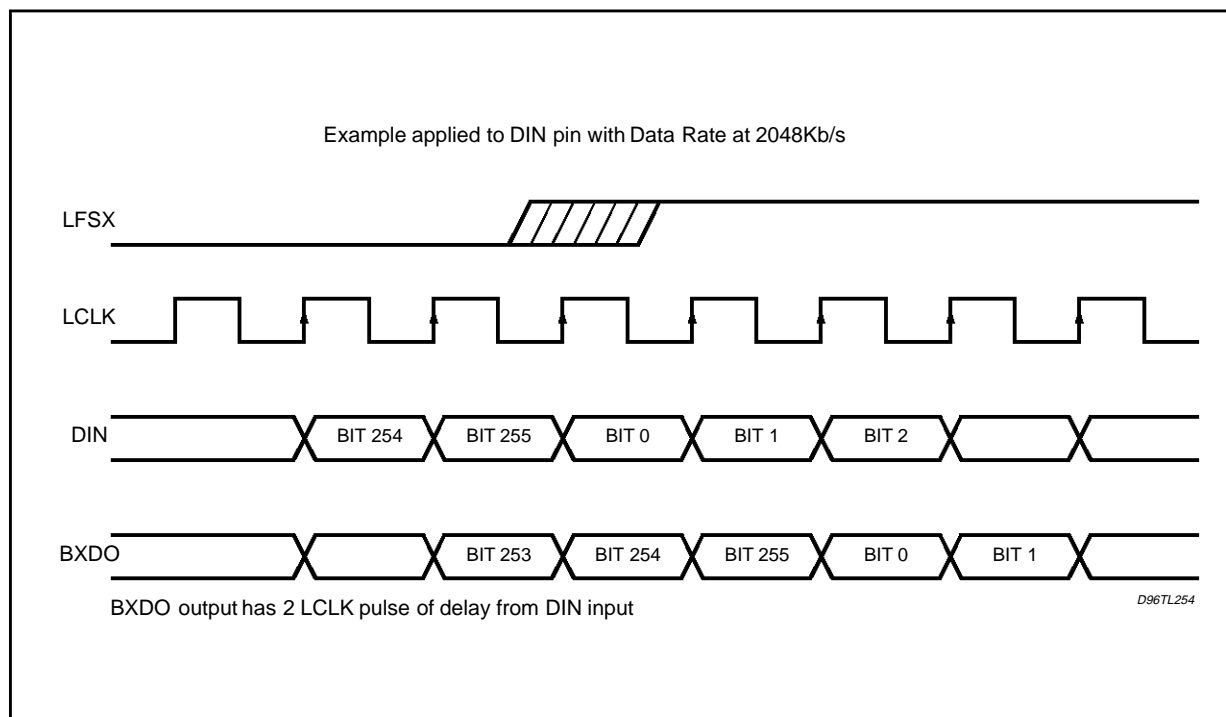 Example applied to DIN pin with Data Rate at 2048Kb/s
LFSX
LCLK
DIN
BIT 254 BIT 255 BIT 0 BIT 1 BIT 2
BXDO
BIT 253 BIT 254 BIT 255 BIT 0 BIT 1
BXDO output has 2 LCLK pulse of delay from DIN input
D96TL254